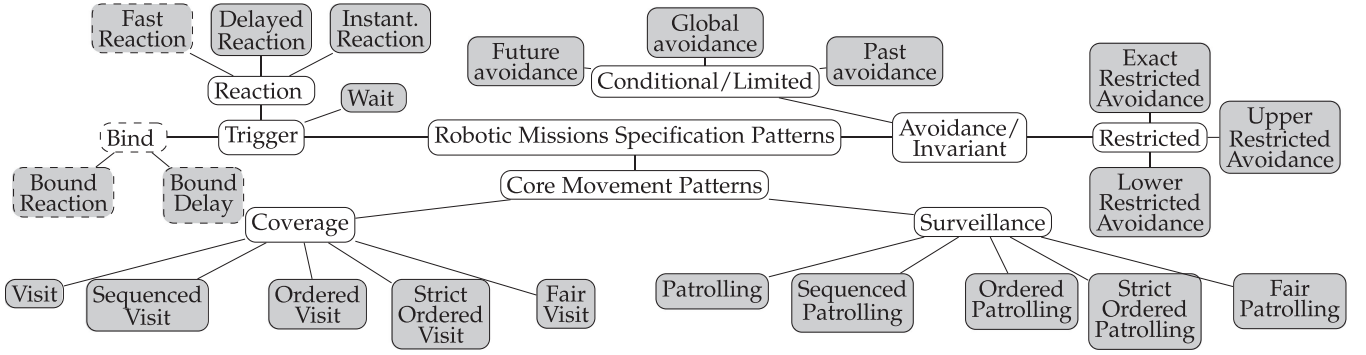 Fast
Reaction
Delayed
Reaction
Instant.
Reaction
Reaction
Wait
Bind
Trigger
Bound
Reaction
Bound
Delay
Robotic Missions Specification Patterns
Future
avoidance
Global
avoidance
Past
avoidance
Conditional/Limited
Avoidance/
Invariant
Exact
Restricted
Avoidance
Restricted
Upper
Restricted
Avoidance
Lower
Restricted
Avoidance
Core Movement Patterns
Coverage
Visit
Sequenced
Visit
Ordered
Visit
Strict
Ordered
Visit
Fair
Visit
Surveillance
Patrolling
Sequenced
Patrolling
Ordered
Patrolling
Strict
Ordered
Patrolling
Fair
Patrolling